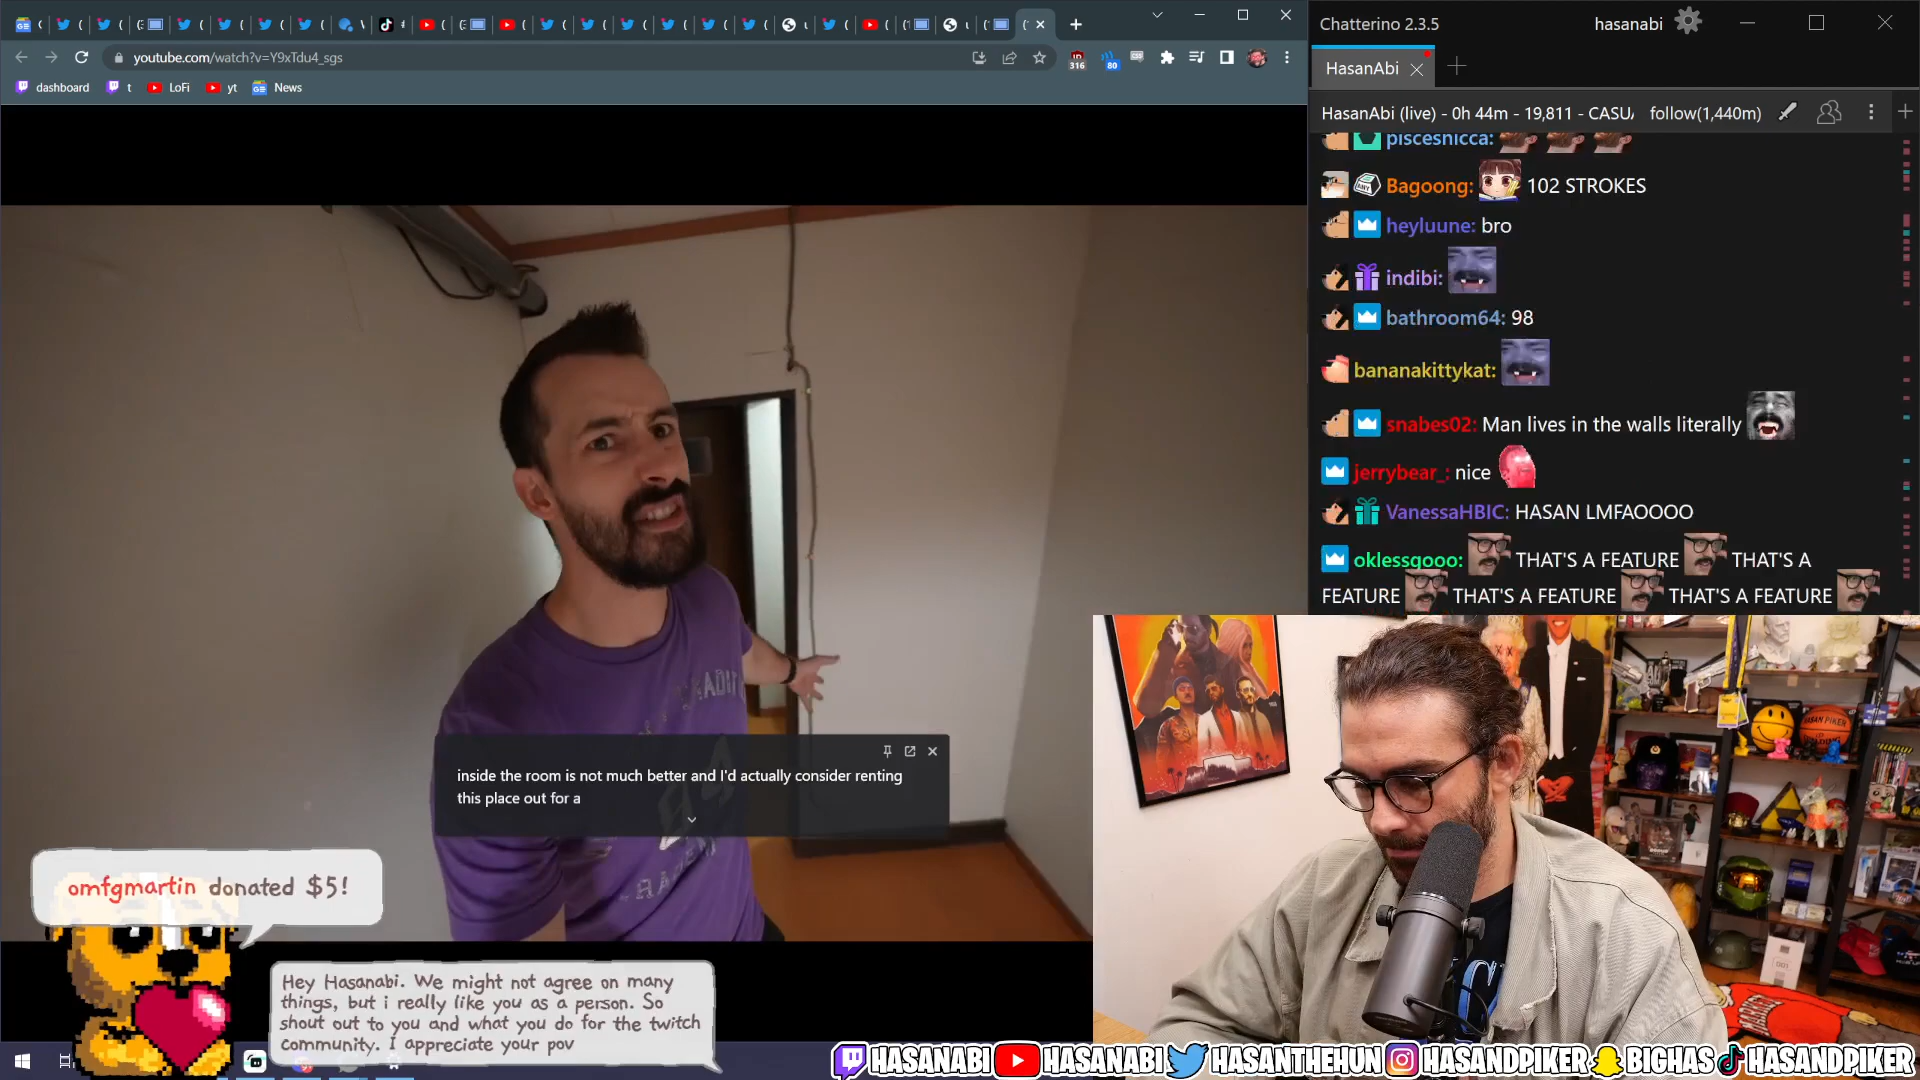 youtube.com/watch?v=Y9xTdu4_sgs
316
80
dashboard
t
LoFi
yt
News
Chatterino 2.3.5
hasanabi
HasanAbi
HasanAbi (live) - 0h 44m - 19,811 - CASU
follow(1,440m)
piscesnicca:
Bagoong: 102 STROKES
heyluune: bro
indibi:
bathroom64: 98
bananakittykat:
snabes02: Man lives in the walls literally
jerrybear_: nice
VanessaHBIC: HASAN LMFAOOOO
oklessgooo: THAT'S A FEATURE THAT'S A
FEATURE THAT'S A FEATURE THAT'S A FEATURE
inside the room is not much better and I'd actually consider renting
this place out for a
omfgmartin donated $5!
Hey Hasanabi. We might not agree on many
things, but i really like you as a person. So
shout out to you and what you do for the twitch
community. I appreciate your pov
HASANABI
HASANABI
HASANTHEHUN
HASANDPIKER
BIGHAS
HASANDPIKER